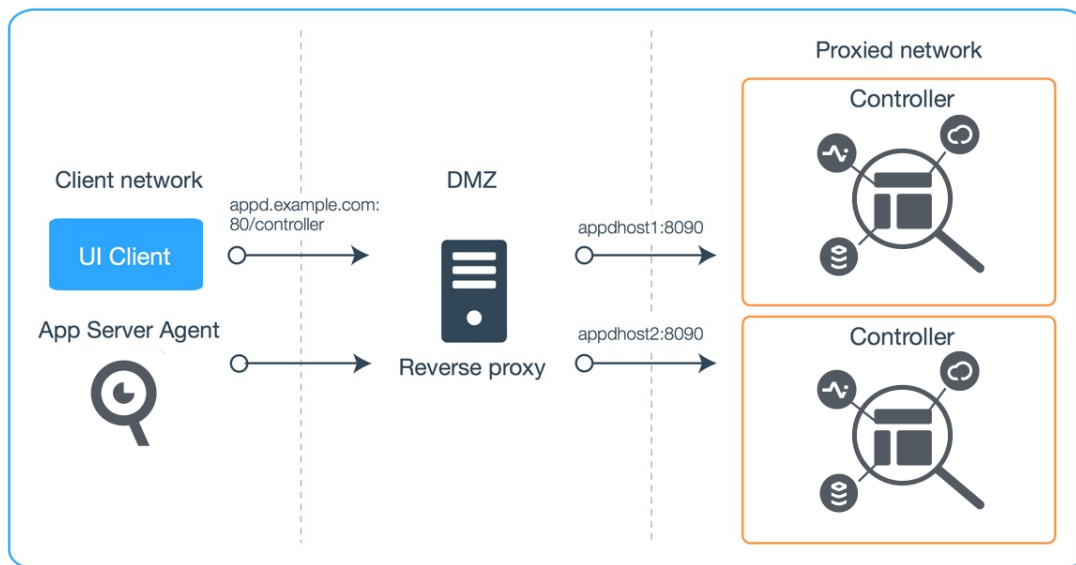 Proxied network
Controller
Client network
DMZ
appd.example.com:
80/controller
appdhost1:8090
UI Client
App Server Agent
appdhost2:8090
Controller
Reverse proxy